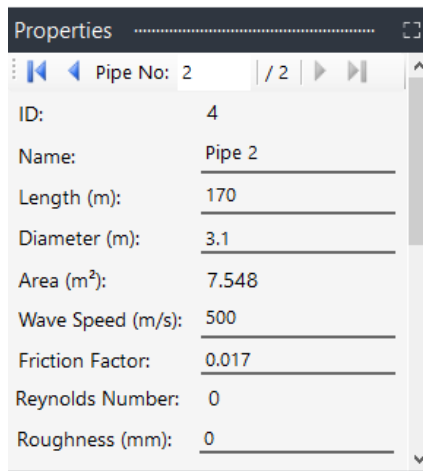 Properties
Pipe No: 2 / 2
ID: 4
Name: Pipe 2
Length (m): 170
Diameter (m): 3.1
Area (m²): 7.548
Wave Speed (m/s): 500
Friction Factor: 0.017
Reynolds Number: 0
Roughness (mm): 0